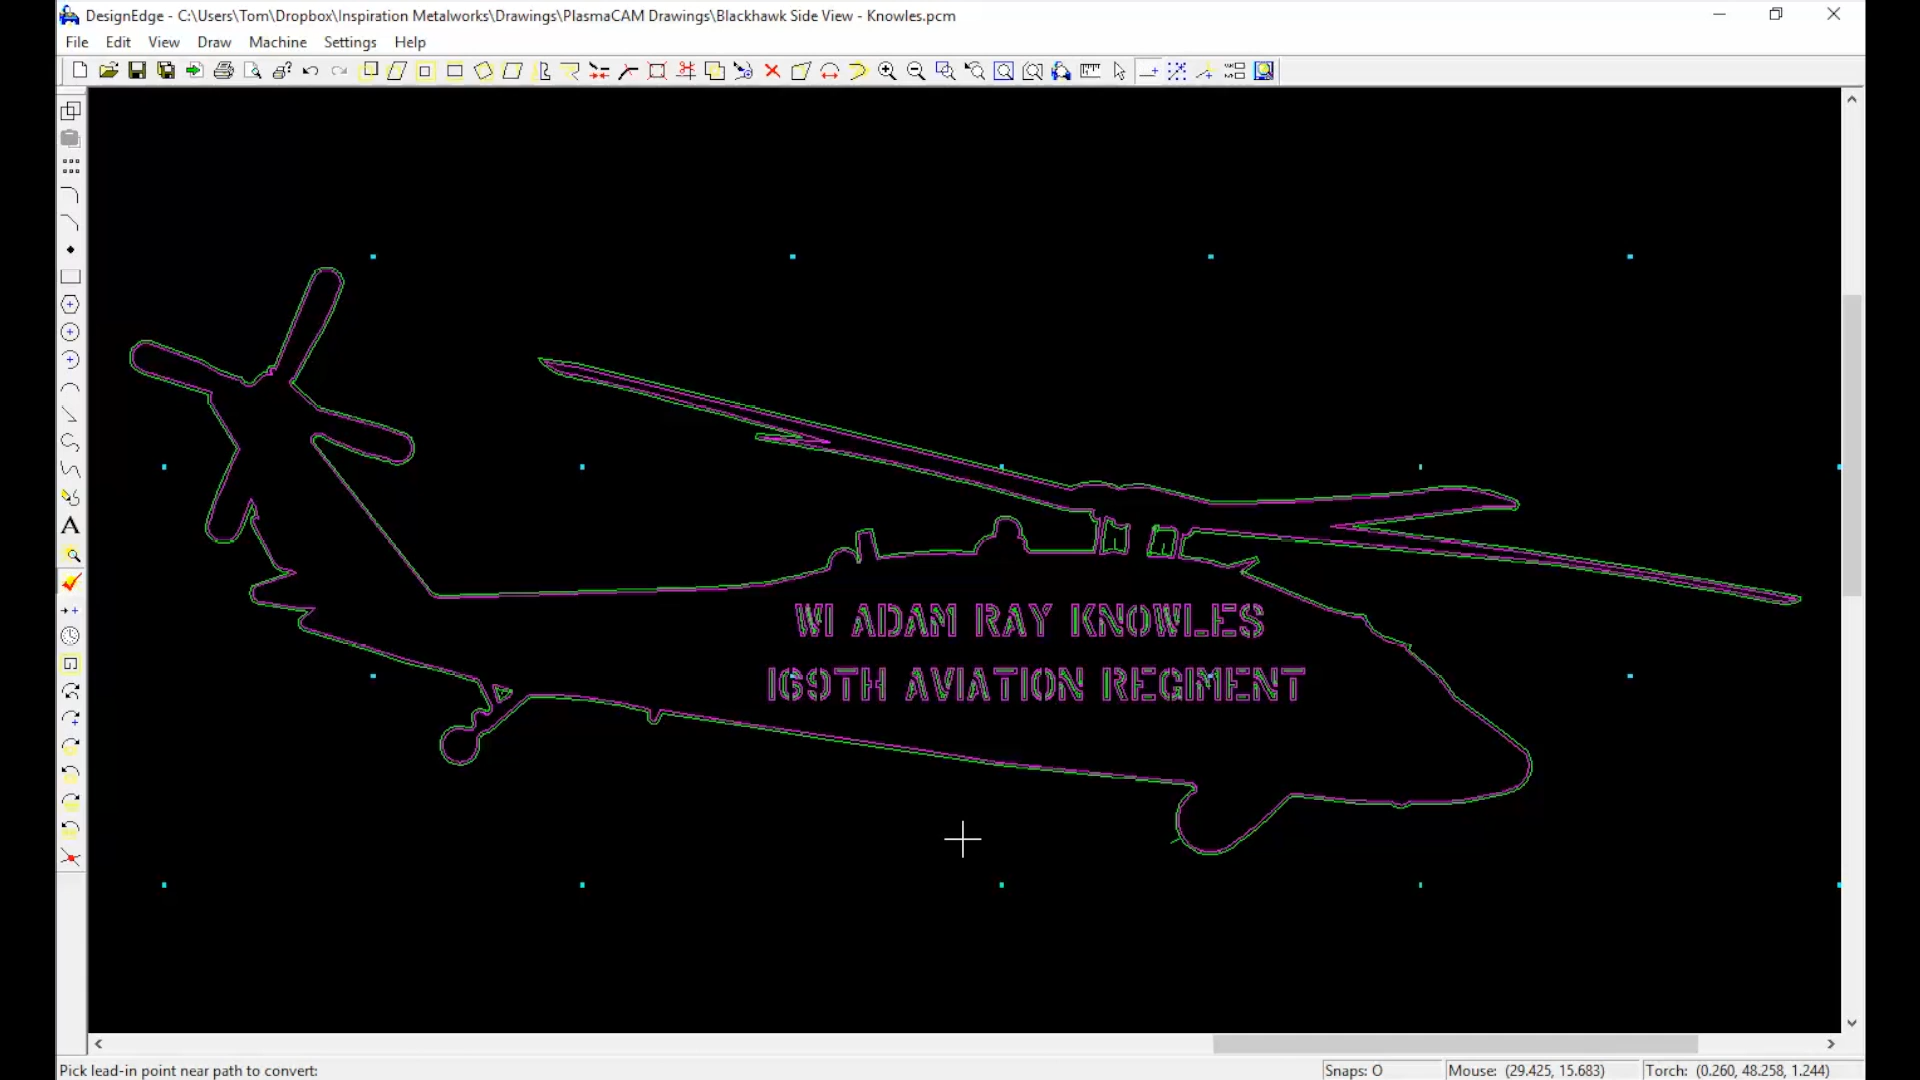 DesignEdge - C:\Users\Tom\Dropbox\Inspiration Metalworks\Drawings\PlasmaCAM Drawings\Blackhawk Side View - Knowles.pcm
File Edit View Draw Machine Settings Help
A
WI ADAM RAY KNOWLES
169TH AVIATION REGIMENT
Pick lead-in point near path to convert: Snaps: O Mouse: (29.425, 15.683) Torch: (0.260, 48.258, 1.244)